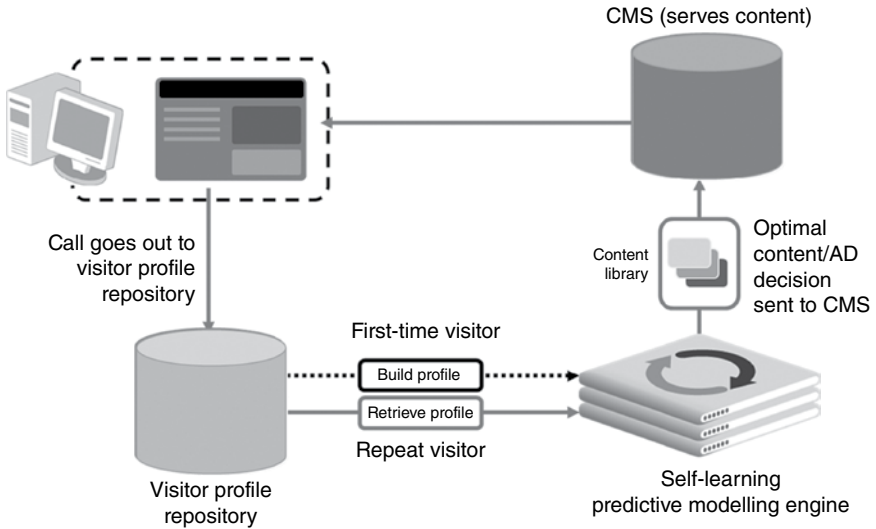 CMS (serves content)
Call goes out to
visitor profile
repository
Content
library
Optimal
content/AD
decision
sent to CMS
First-time visitor
Build profile
Retrieve profile
Repeat visitor
Visitor profile
repository
Self-learning
predictive modelling engine